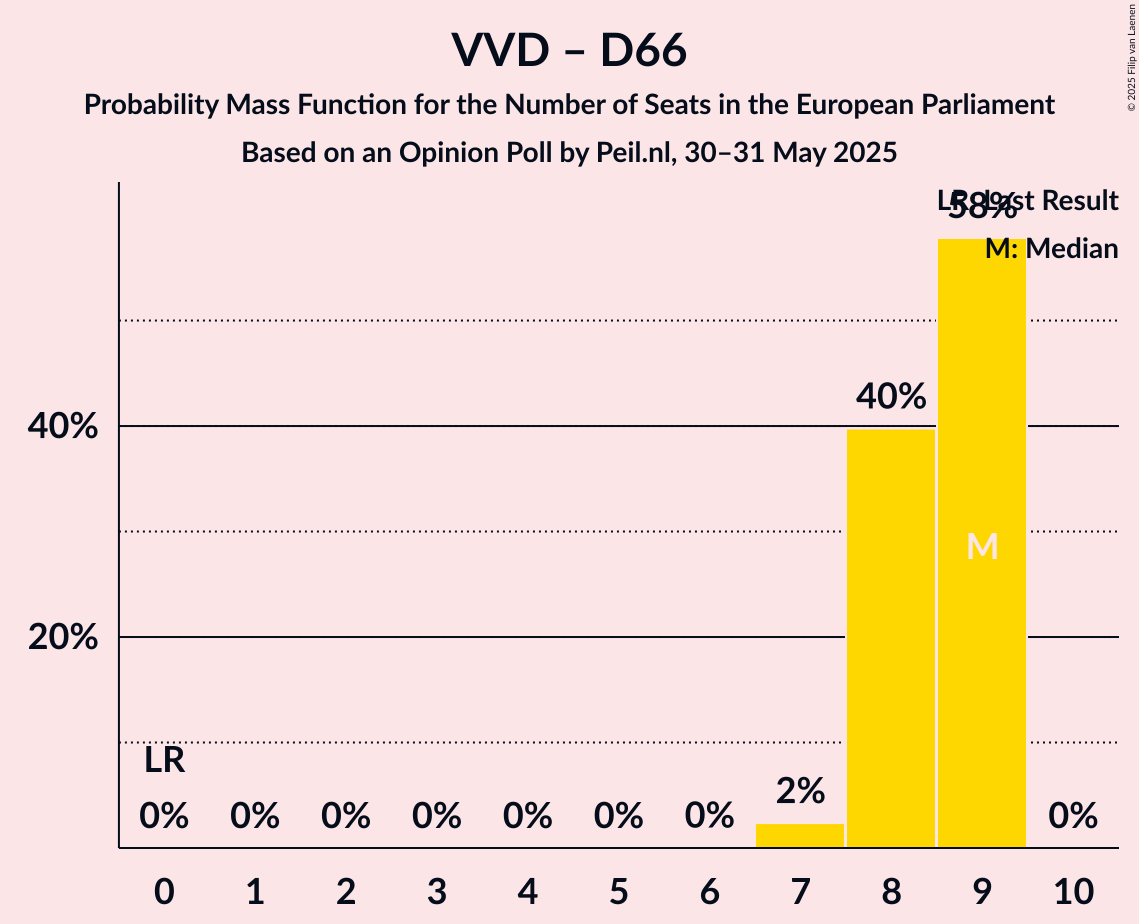 VVD – D66
Probability Mass Function for the Number of Seats in the European Parliament
Based on an Opinion Poll by Peil.nl, 30–31 May 2025
© 2025 Filip van Laenen
LR: Last Result
58%
M: Median
40%
40%
M
20%
LR
2%
0% 0% 0% 0% 0% 0% 0% 0%
0 1 2 3 4 5 6 7 8 9 10